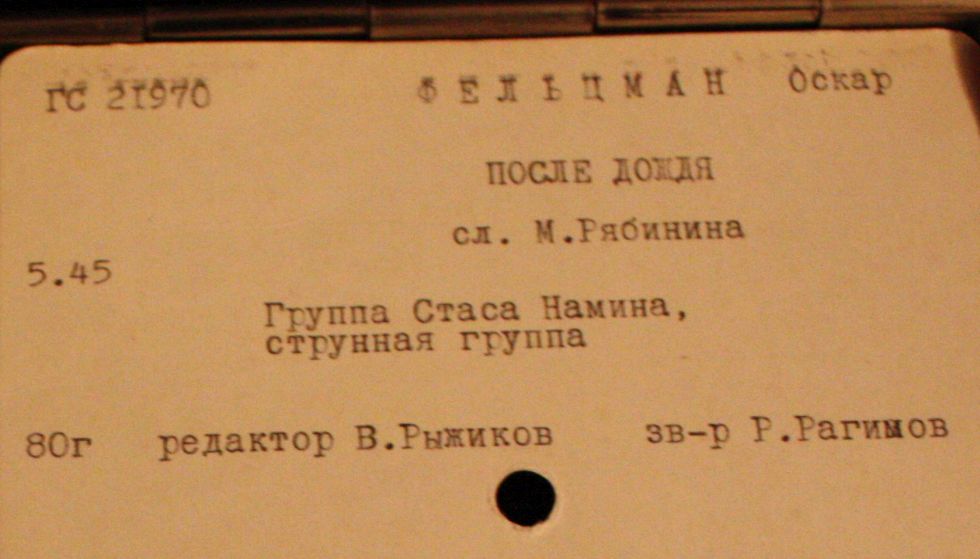 ГС 21970 ФЕЛЬЦМАН Оскар
ПОСЛЕ ДОЖДЯ
сл. М.Рябинина
5.45
Группа Стаса Намина,
струнная группа
80г редактор В.Рыжиков зв-р Р.Рагимов